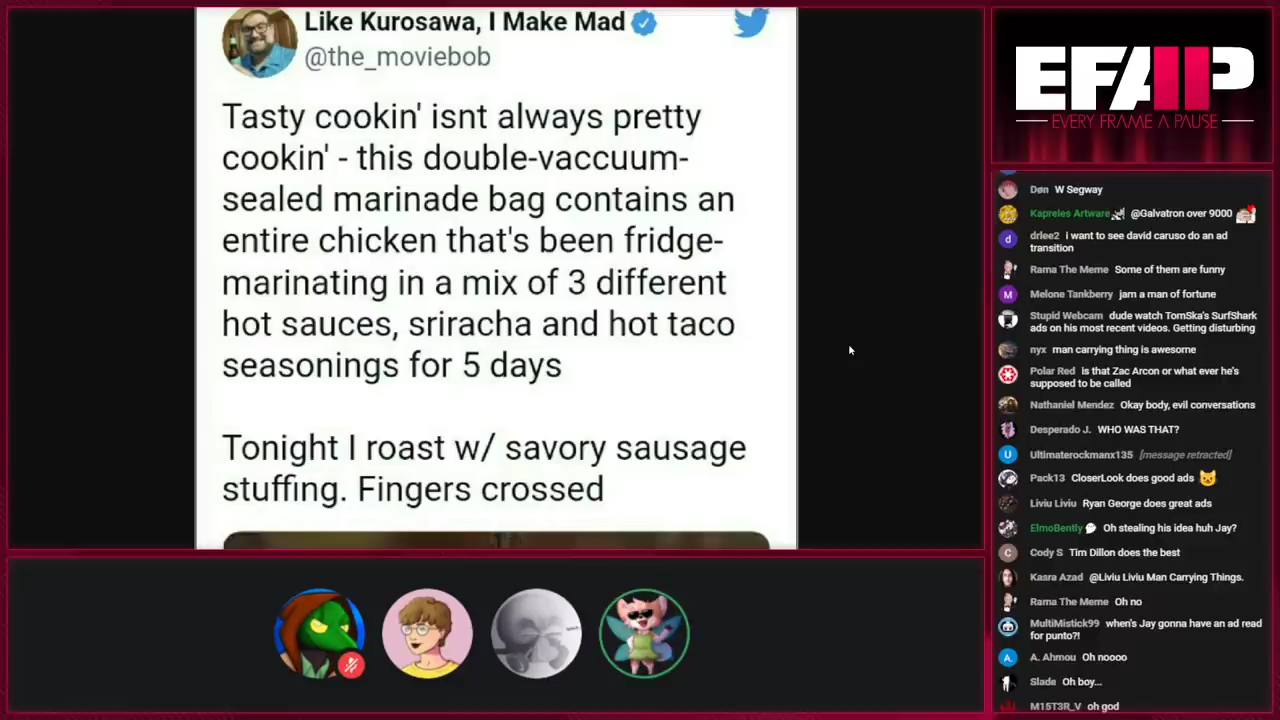 Like Kurosawa, I Make Mad
@the_moviebob
Tasty cookin' isnt always pretty
cookin' - this double-vaccuum-
sealed marinade bag contains an
entire chicken that's been fridge-
marinating in a mix of 3 different
hot sauces, sriracha and hot taco
seasonings for 5 days
Tonight I roast w/ savory sausage
stuffing. Fingers crossed
EFAP
EVERY FRAME A PAUSE
Døn W Segway
Kapreles Artware @Galvatron over 9000
drlee2 i want to see david caruso do an ad
transition
Rama The Meme Some of them are funny
Melone Tankberry jam a man of fortune
Stupid Webcam dude watch TomSka's SurfShark
ads on his most recent videos. Getting disturbing
nyx man carrying thing is awesome
Polar Red is that Zac Arcon or what ever he's
supposed to be called
Nathaniel Mendez Okay body, evil conversations
Desperado J. WHO WAS THAT?
Ultimaterockmanx135 [message retracted]
Pack13 CloserLook does good ads
Liviu Liviu Ryan George does great ads
ElmoBently Oh stealing his idea huh Jay?
Cody S Tim Dillon does the best
Kasra Azad @Liviu Liviu Man Carrying Things.
Rama The Meme Oh no
MultiMistick99 when's Jay gonna have an ad read
for punto?!
A. Ahmou Oh noooo
Slade Oh boy...
M15T3R_V oh god